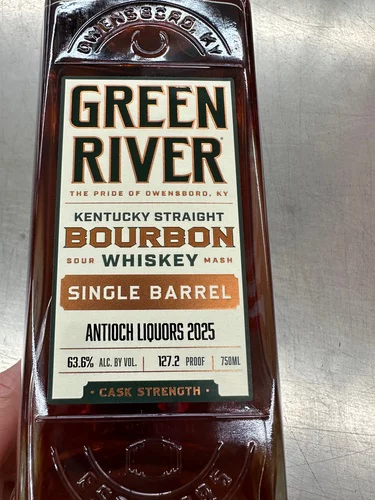 OWENSBORO, KY
GREEN
RIVER
THE PRIDE OF OWENSBORO, KY
KENTUCKY STRAIGHT
BOURBON
SOUR WHISKEY MASH
SINGLE BARREL
ANTIOCH LIQUORS 2025
63.6% ALC. BY VOL. 127.2 PROOF 750ML
· CASK STRENGTH ·